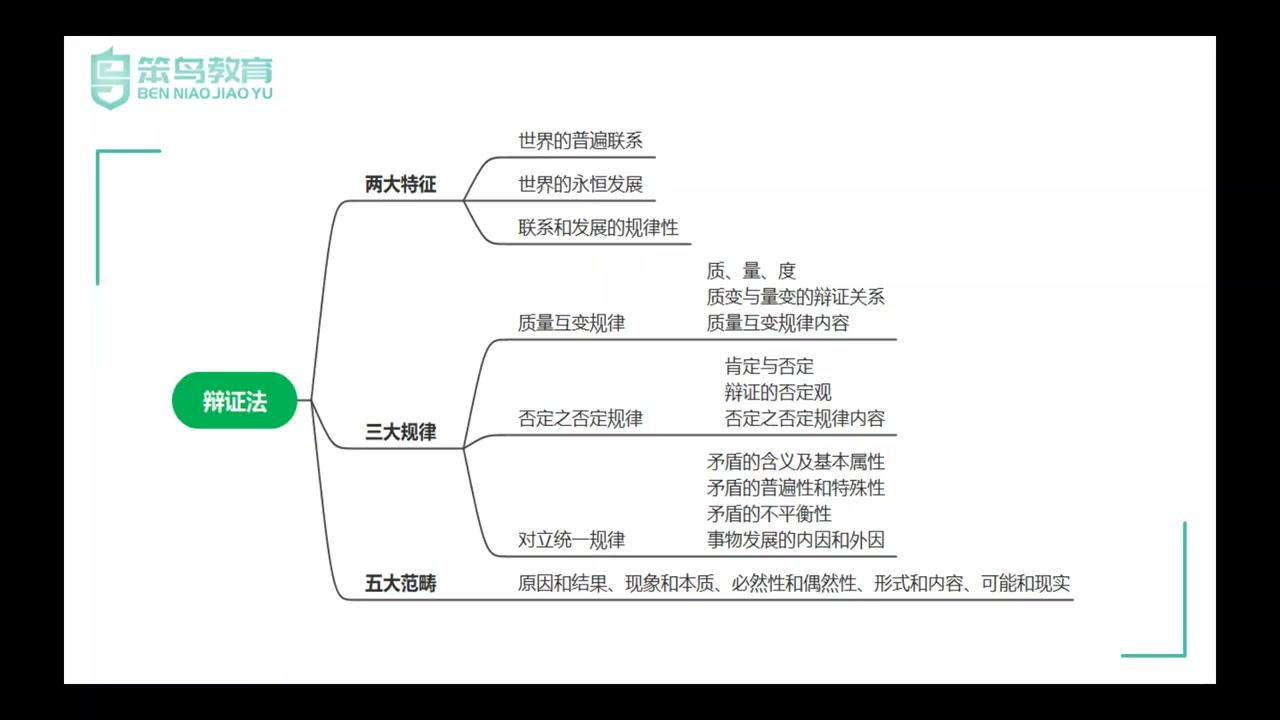 笨鸟教育
BEN NIAO JIAO YU
世界的普遍联系
两大特征
世界的永恒发展
联系和发展的规律性
质、量、度
质变与量变的辩证关系
质量互变规律
质量互变规律内容
肯定与否定
辩证的否定观
否定之否定规律
否定之否定规律内容
辩证法
三大规律
矛盾的含义及基本属性
矛盾的普遍性和特殊性
矛盾的不平衡性
对立统一规律
事物发展的内因和外因
五大范畴
原因和结果、现象和本质、必然性和偶然性、形式和内容、可能和现实